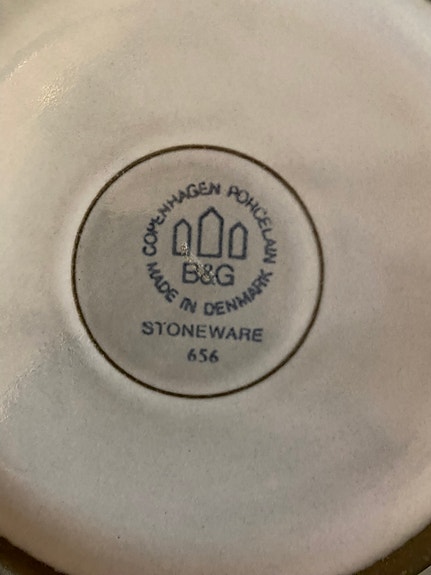 COPENHAGEN PORCELAIN
B&G
MADE IN DENMARK
STONEWARE
656